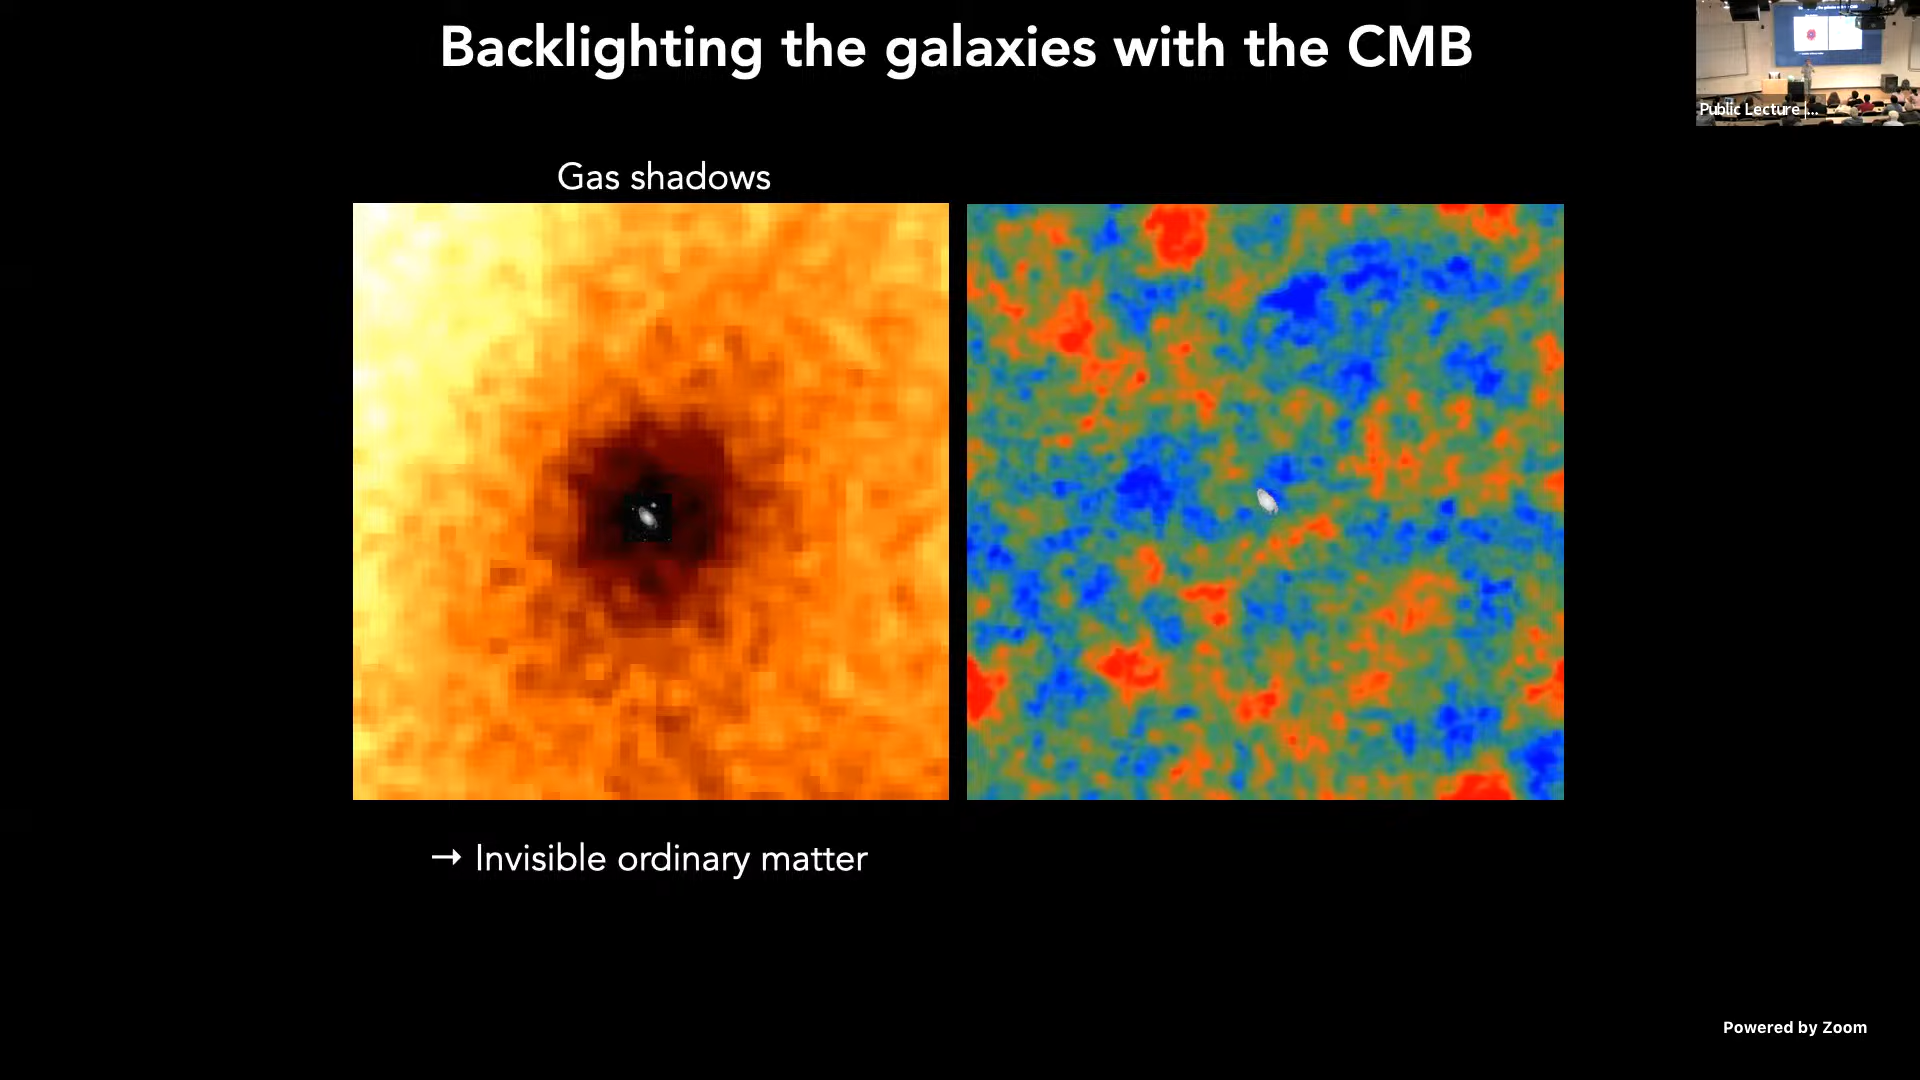 Backlighting the galaxies with the CMB
Public Lecture |...
Gas shadows
→ Invisible ordinary matter
Powered by Zoom